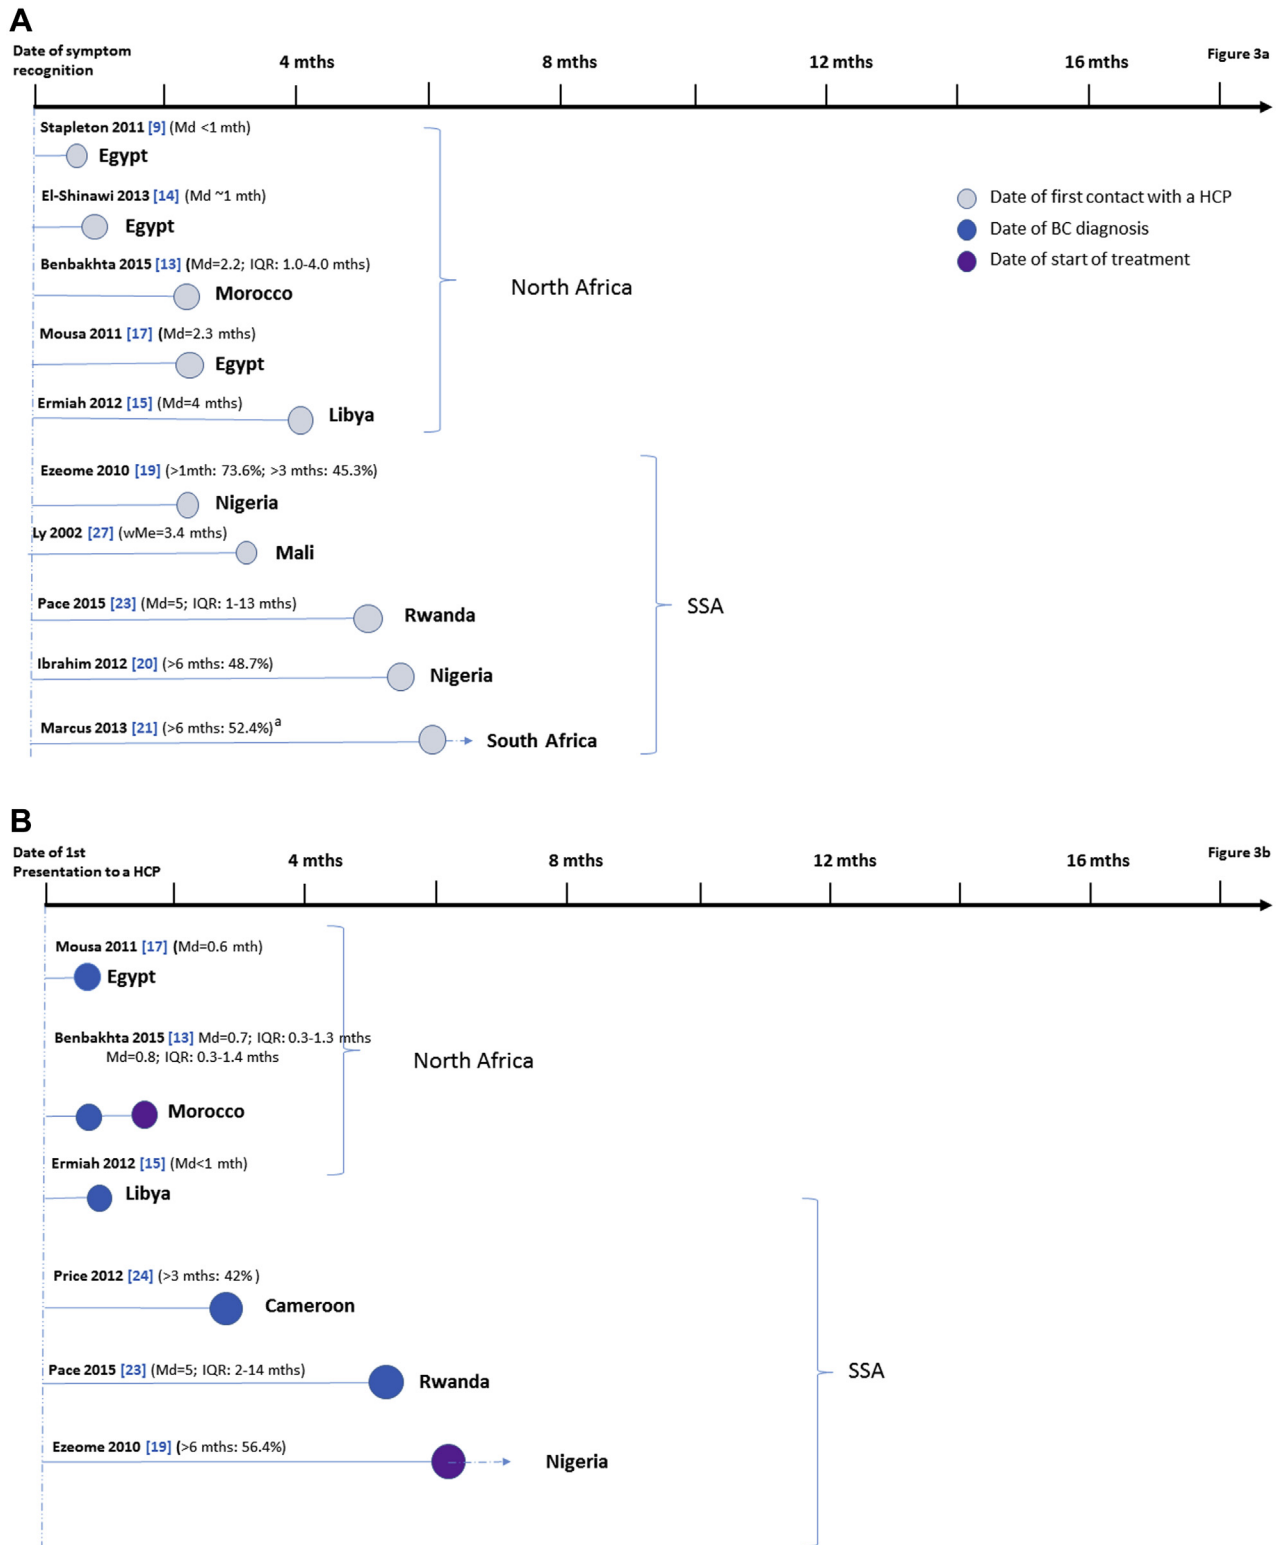 A
Date of symptom
recognition
4 mths
8 mths
12 mths
16 mths
Figure 3a
Stapleton 2011 [9] (Md <1 mth)
Egypt
El-Shinawi 2013 [14] (Md ~1 mth)
Egypt
Benbakhta 2015 [13] (Md=2.2; IQR: 1.0-4.0 mths)
Morocco
Mousa 2011 [17] (Md=2.3 mths)
Egypt
Ermiah 2012 [15] (Md=4 mths)
Libya
North Africa
Date of first contact with a HCP
Date of BC diagnosis
Date of start of treatment
Ezeome 2010 [19] (>1mth: 73.6%; >3 mths: 45.3%)
Nigeria
Ly 2002 [27] (wMe=3.4 mths)
Mali
Pace 2015 [23] (Md=5; IQR: 1-13 mths)
Rwanda
Ibrahim 2012 [20] (>6 mths: 48.7%)
Nigeria
Marcus 2013 [21] (>6 mths: 52.4%)a
South Africa
SSA
B
Date of 1st
Presentation to a HCP
4 mths
8 mths
12 mths
16 mths
Figure 3b
Mousa 2011 [17] (Md=0.6 mth)
Egypt
Benbakhta 2015 [13] Md=0.7; IQR: 0.3-1.3 mths
Md=0.8; IQR: 0.3-1.4 mths
Morocco
Ermiah 2012 [15] (Md<1 mth)
Libya
North Africa
Price 2012 [24] (>3 mths: 42% )
Cameroon
Pace 2015 [23] (Md=5; IQR: 2-14 mths)
Rwanda
Ezeome 2010 [19] (>6 mths: 56.4%)
Nigeria
SSA